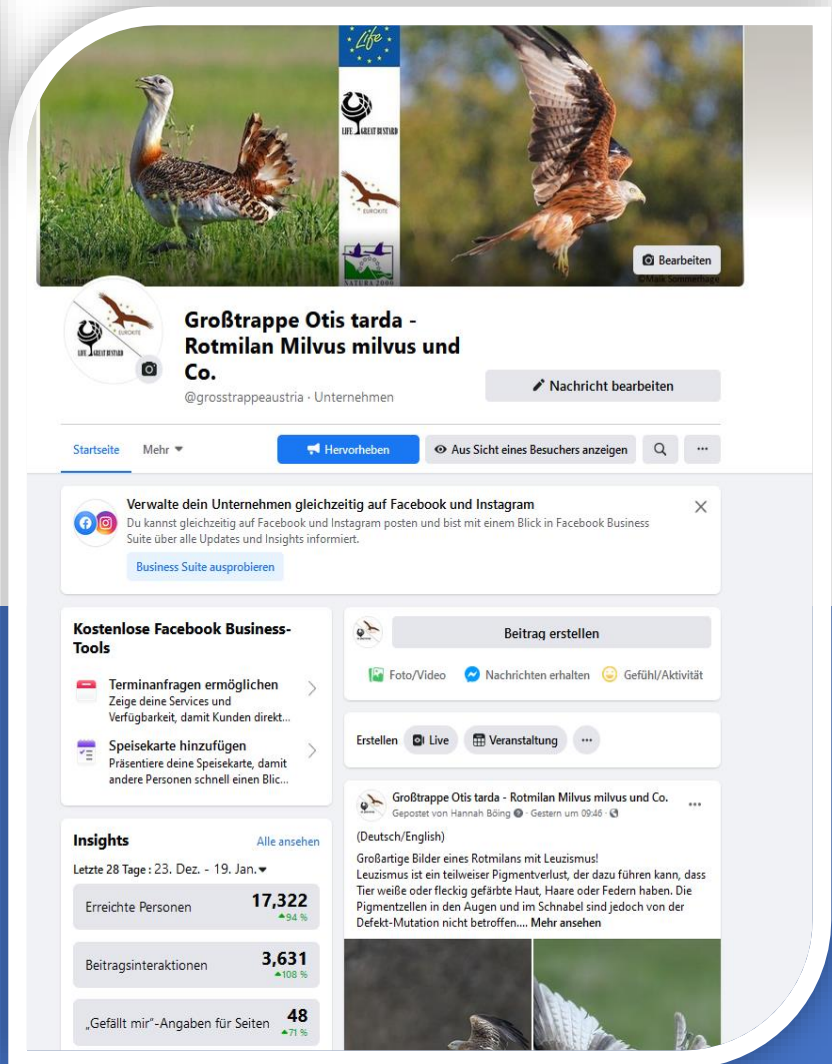 Life
LIFE GREAT BUSTARD
EUROKITE
NATURA 2000
Bearbeiten
©Maik Sommerhage
EUROKITE
LIFE GREAT BUSTARD
Großtrappe Otis tarda -
Rotmilan Milvus milvus und
Co.
@grosstrappeaustria · Unternehmen
Nachricht bearbeiten
Startseite Mehr
Hervorheben
Aus Sicht eines Besuchers anzeigen
Verwalte dein Unternehmen gleichzeitig auf Facebook und Instagram
Du kannst gleichzeitig auf Facebook und Instagram posten und bist mit einem Blick in Facebook Business
Suite über alle Updates und Insights informiert.
Business Suite ausprobieren
Kostenlose Facebook Business-
Tools
Terminanfragen ermöglichen
Zeige deine Services und
Verfügbarkeit, damit Kunden direkt...
Speisekarte hinzufügen
Präsentiere deine Speisekarte, damit
andere Personen schnell einen Blic...
Insights Alle ansehen
Letzte 28 Tage : 23. Dez. - 19. Jan.
Erreichte Personen 17,322
94 %
Beitragsinteraktionen 3,631
108 %
„Gefällt mir"-Angaben für Seiten 48
71 %
Beitrag erstellen
Foto/Video Nachrichten erhalten Gefühl/Aktivität
Erstellen Live Veranstaltung ...
Großtrappe Otis tarda - Rotmilan Milvus milvus und Co.
Gepostet von Hannah Böing · Gestern um 09:46 ·
(Deutsch/English)
Großartige Bilder eines Rotmilans mit Leuzismus!
Leuzismus ist ein teilweiser Pigmentverlust, der dazu führen kann, dass
Tier weiße oder fleckig gefärbte Haut, Haare oder Federn haben. Die
Pigmentzellen in den Augen und im Schnabel sind jedoch von der
Defekt-Mutation nicht betroffen.... Mehr ansehen